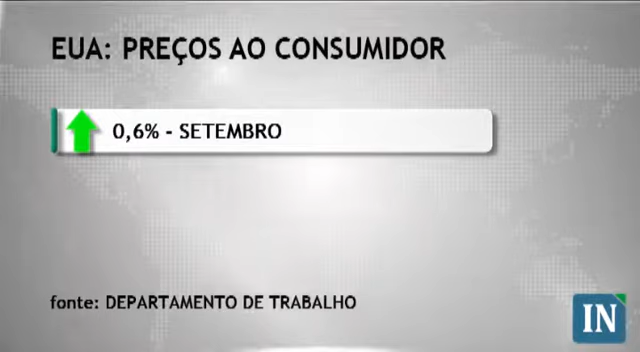 EUA: PREÇOS AO CONSUMIDOR
0,6% - SETEMBRO
fonte: DEPARTAMENTO DE TRABALHO
IN